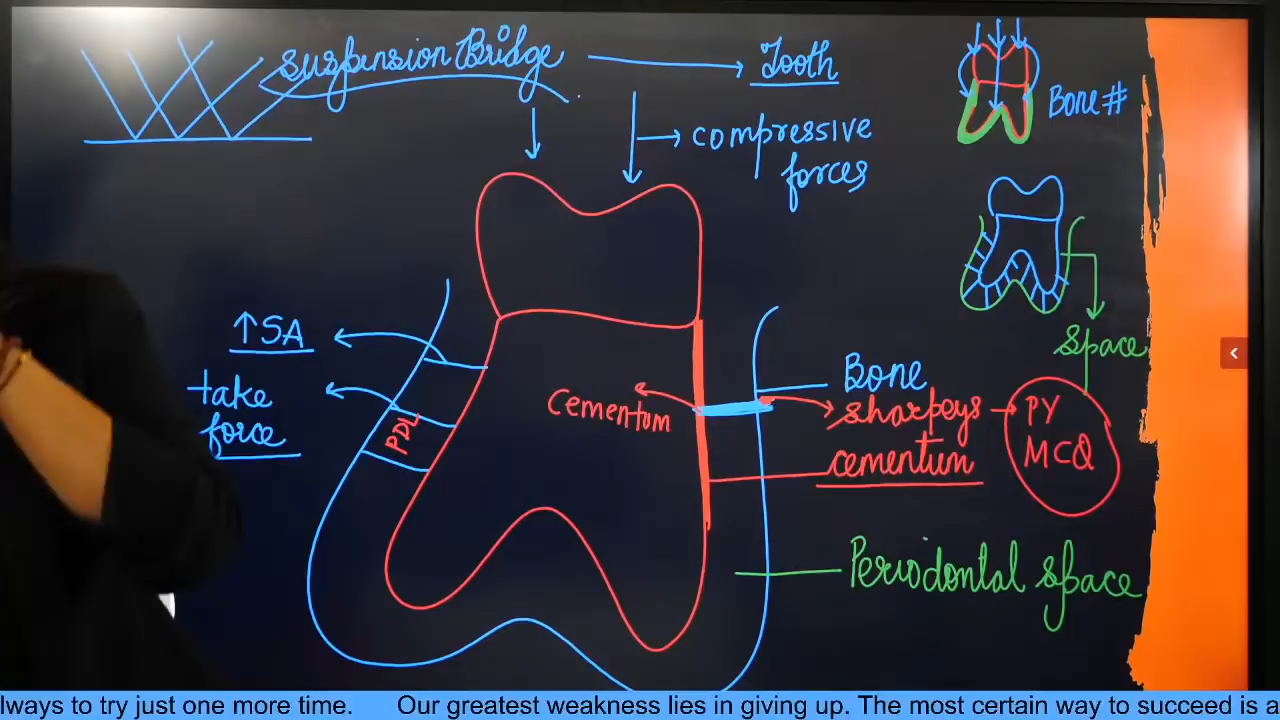 suspension Bridge
Tooth
compressive
forces
Bone #
Space
↑SA
take
force
PDL
Cementum
Bone
sharpeys
cementum
PY
MCQ
Periodontal space
lways to try just one more time. Our greatest weakness lies in giving up. The most certain way to succeed is a